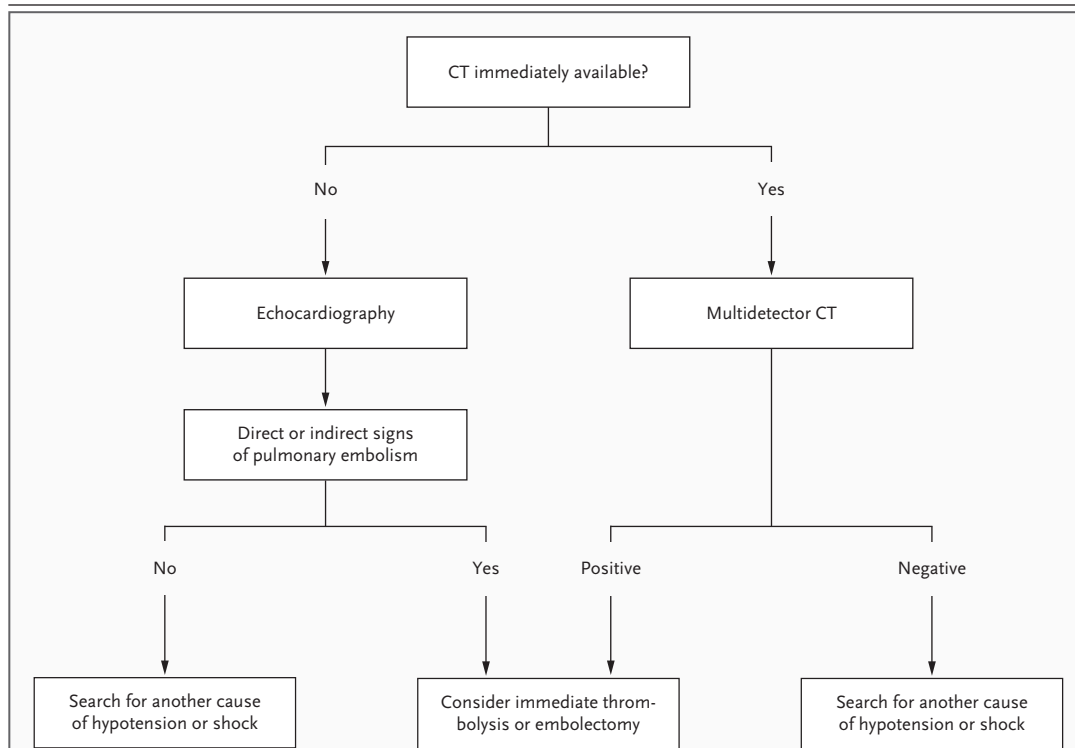 CT immediately available?
No
Yes
Echocardiography
Multidetector CT
Direct or indirect signs
of pulmonary embolism
No
Yes
Positive
Negative
Search for another cause
of hypotension or shock
Consider immediate throm-
bolysis or embolectomy
Search for another cause
of hypotension or shock